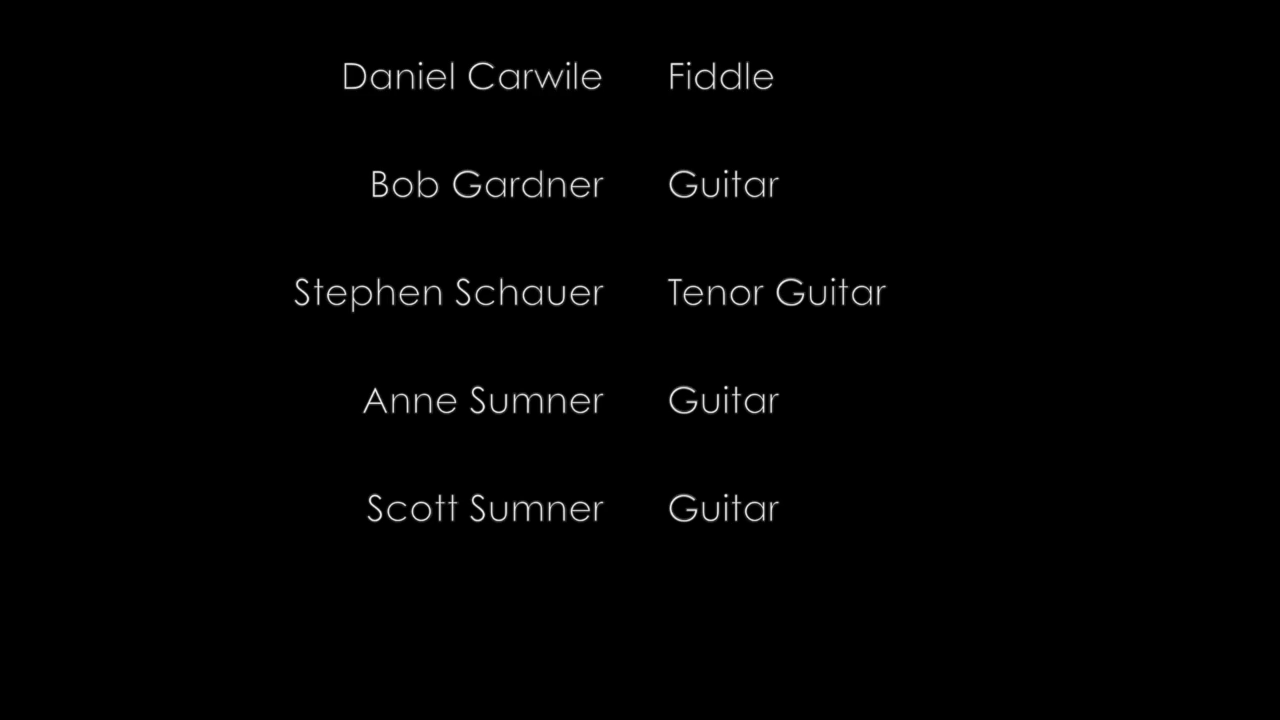 Daniel Carwile Fiddle
Bob Gardner Guitar
Stephen Schauer Tenor Guitar
Anne Sumner Guitar
Scott Sumner Guitar